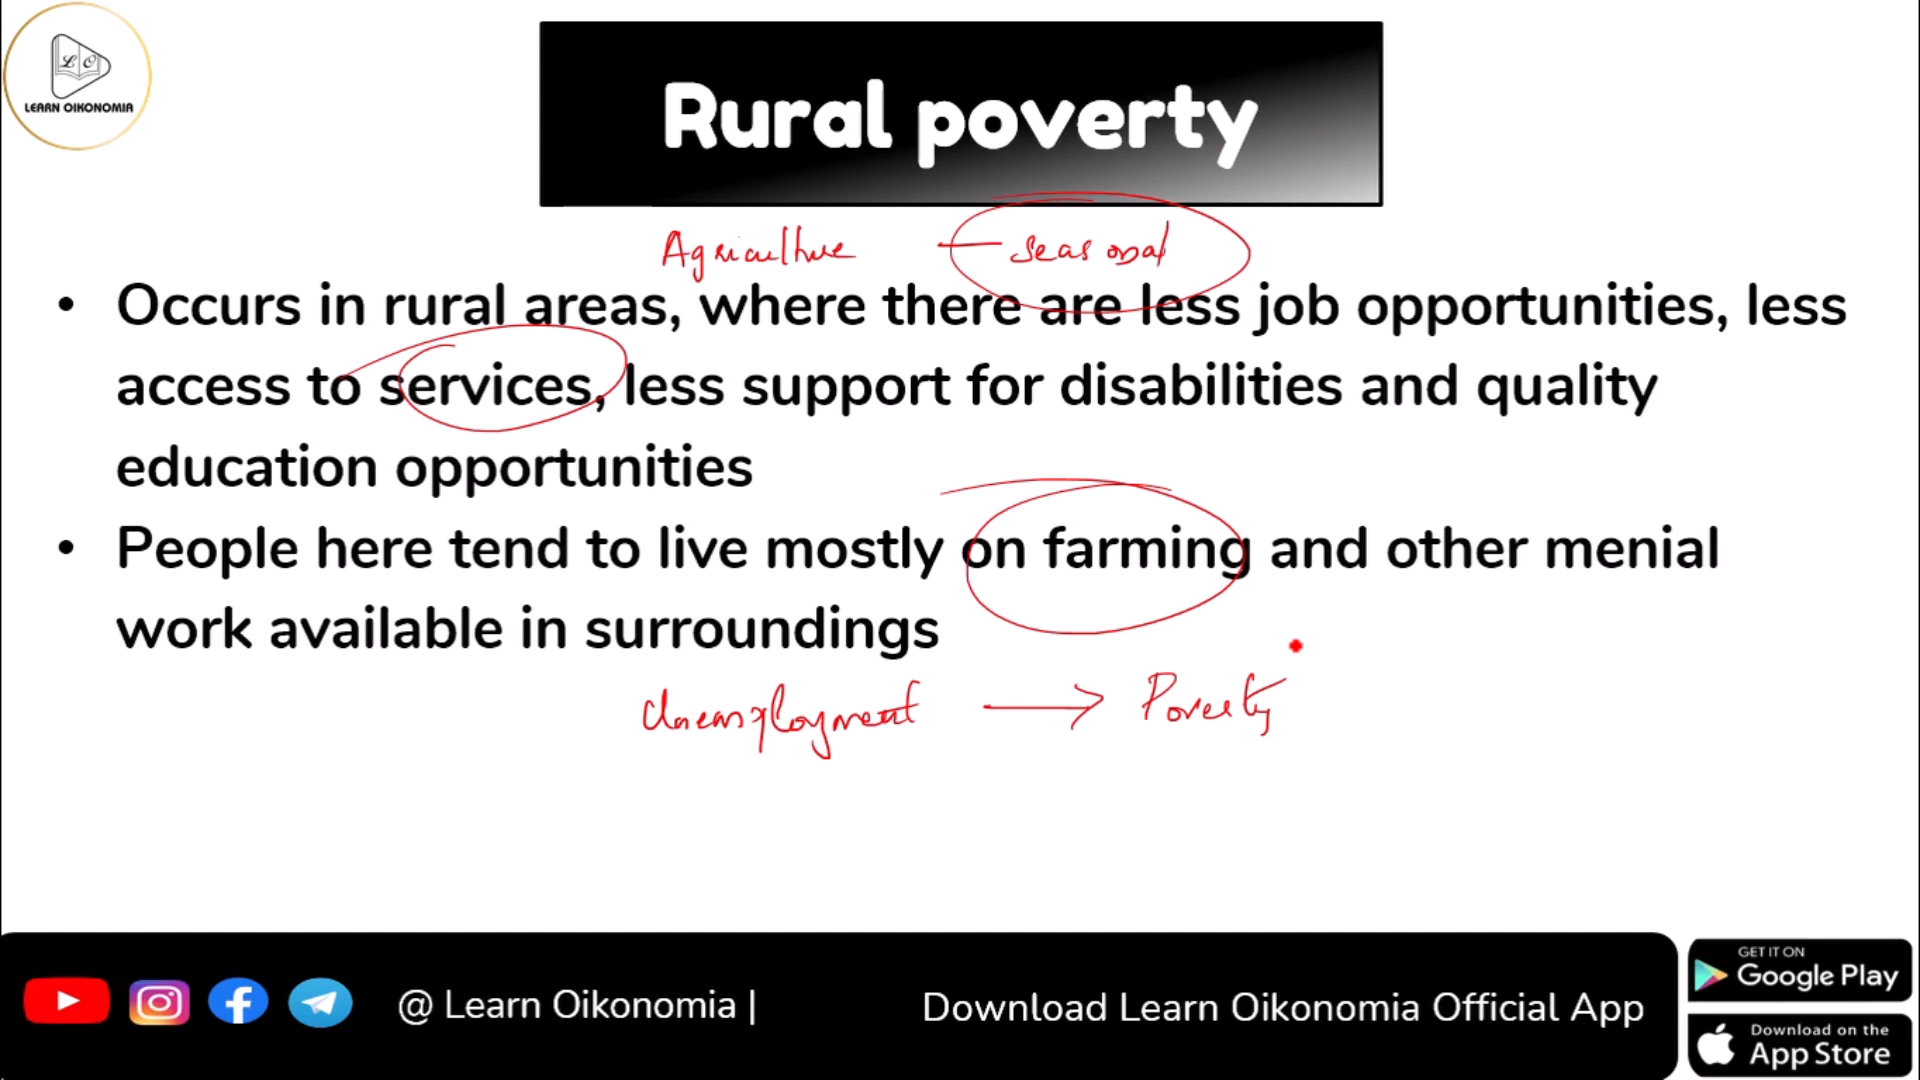 LO
LEARN OIKONOMIA
Rural poverty
Agriculture — Seasonal
• Occurs in rural areas, where there are less job opportunities, less
access to services, less support for disabilities and quality
education opportunities
• People here tend to live mostly on farming and other menial
work available in surroundings
Unemployment → Poverty
@ Learn Oikonomia |
Download Learn Oikonomia Official App
GET IT ON
Google Play
Download on the
App Store